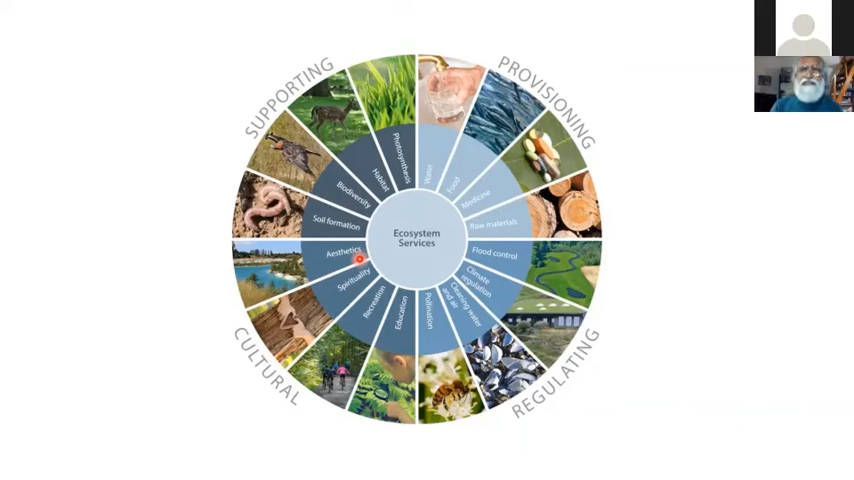 SUPPORTING
PROVISIONING
Photosynthesis
Habitat
Biodiversity
Soil formation
Water
Food
Medicine
Raw materials
Ecosystem
Services
Aesthetics
Spirituality
Recreation
Education
Flood control
Climate
regulation
Cleaning water
and air
Pollination
CULTURAL
REGULATING